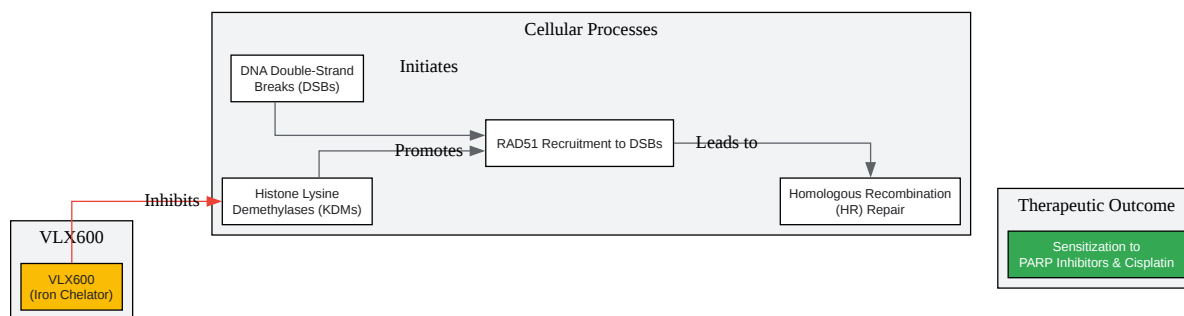 Cellular Processes
DNA Double-Strand
Breaks (DSBs)
Initiates
RAD51 Recruitment to DSBs
Promotes
Leads to
Histone Lysine
Demethylases (KDMs)
Homologous Recombination
(HR) Repair
Inhibits
VLX600
VLX600
(Iron Chelator)
Therapeutic Outcome
Sensitization to
PARP Inhibitors & Cisplatin